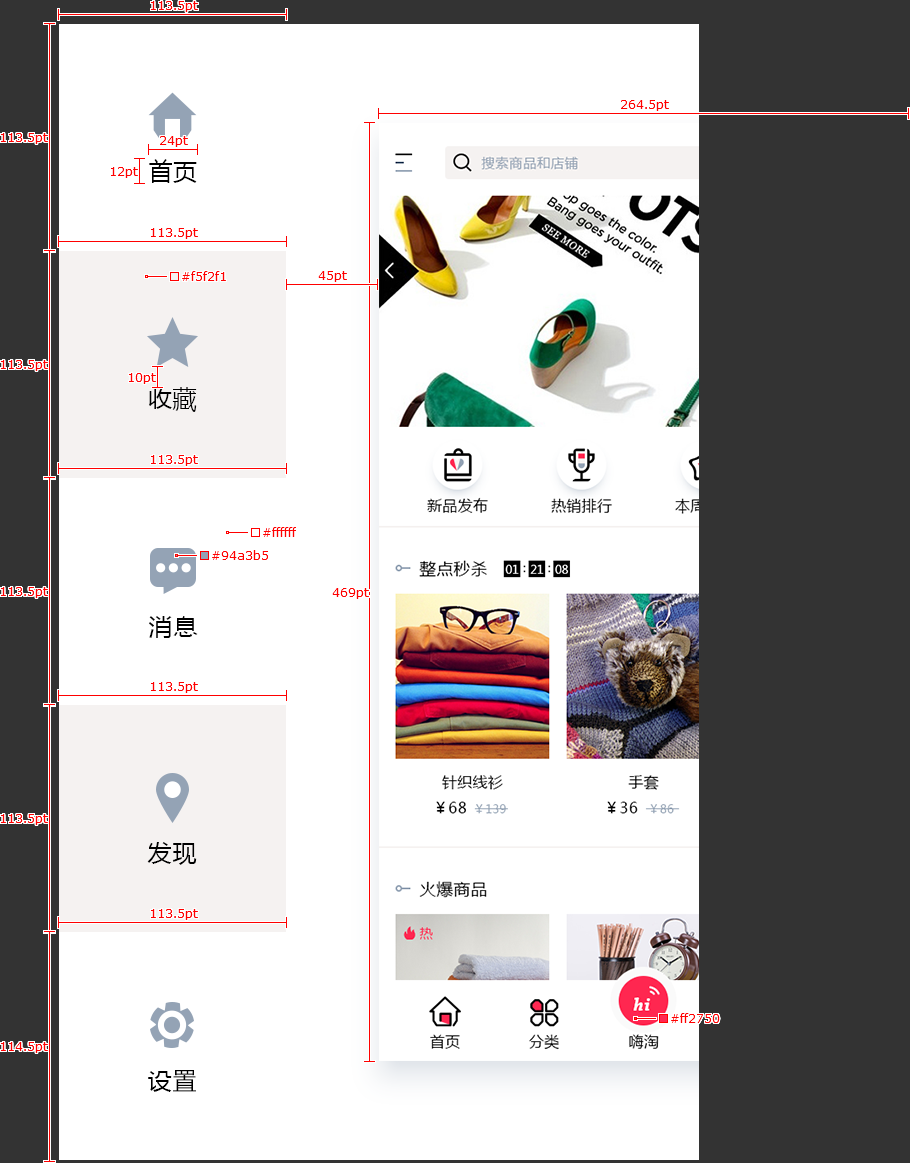 113.5pt
264.5pt
113.5pt
24pt
12pt
首页
搜索商品和店铺
OTS
op goes the color.
Bang goes your outfit.
SEE MORE
113.5pt
#f5f2f1
45pt
113.5pt
10pt
收藏
113.5pt
新品发布
热销排行
本周
#ffffff
#94a3b5
整点秒杀 01:21:08
113.5pt
469pt
消息
113.5pt
针织线衫
手套
¥68 ¥139
¥36 ¥86
113.5pt
发现
火爆商品
113.5pt
热
hi
#ff2750
首页
分类
嗨淘
114.5pt
设置